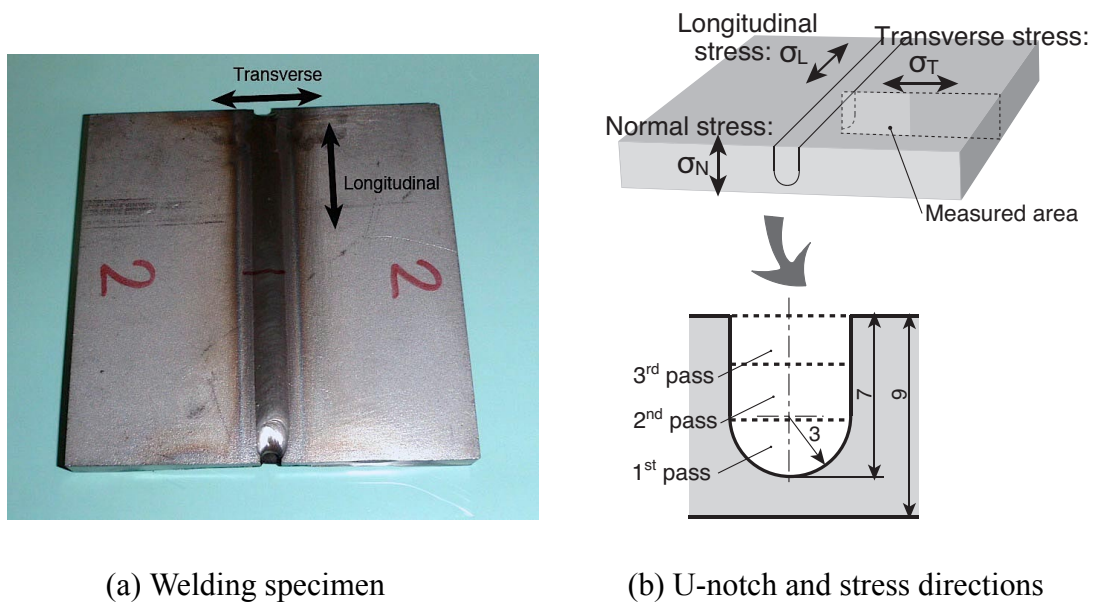 Transverse
Longitudinal
2
2
Longitudinal
stress: σL
Transverse stress:
σT
Normal stress:
σN
Measured area
3rd pass
2nd pass
1st pass
3
7
9
(a) Welding specimen
(b) U-notch and stress directions